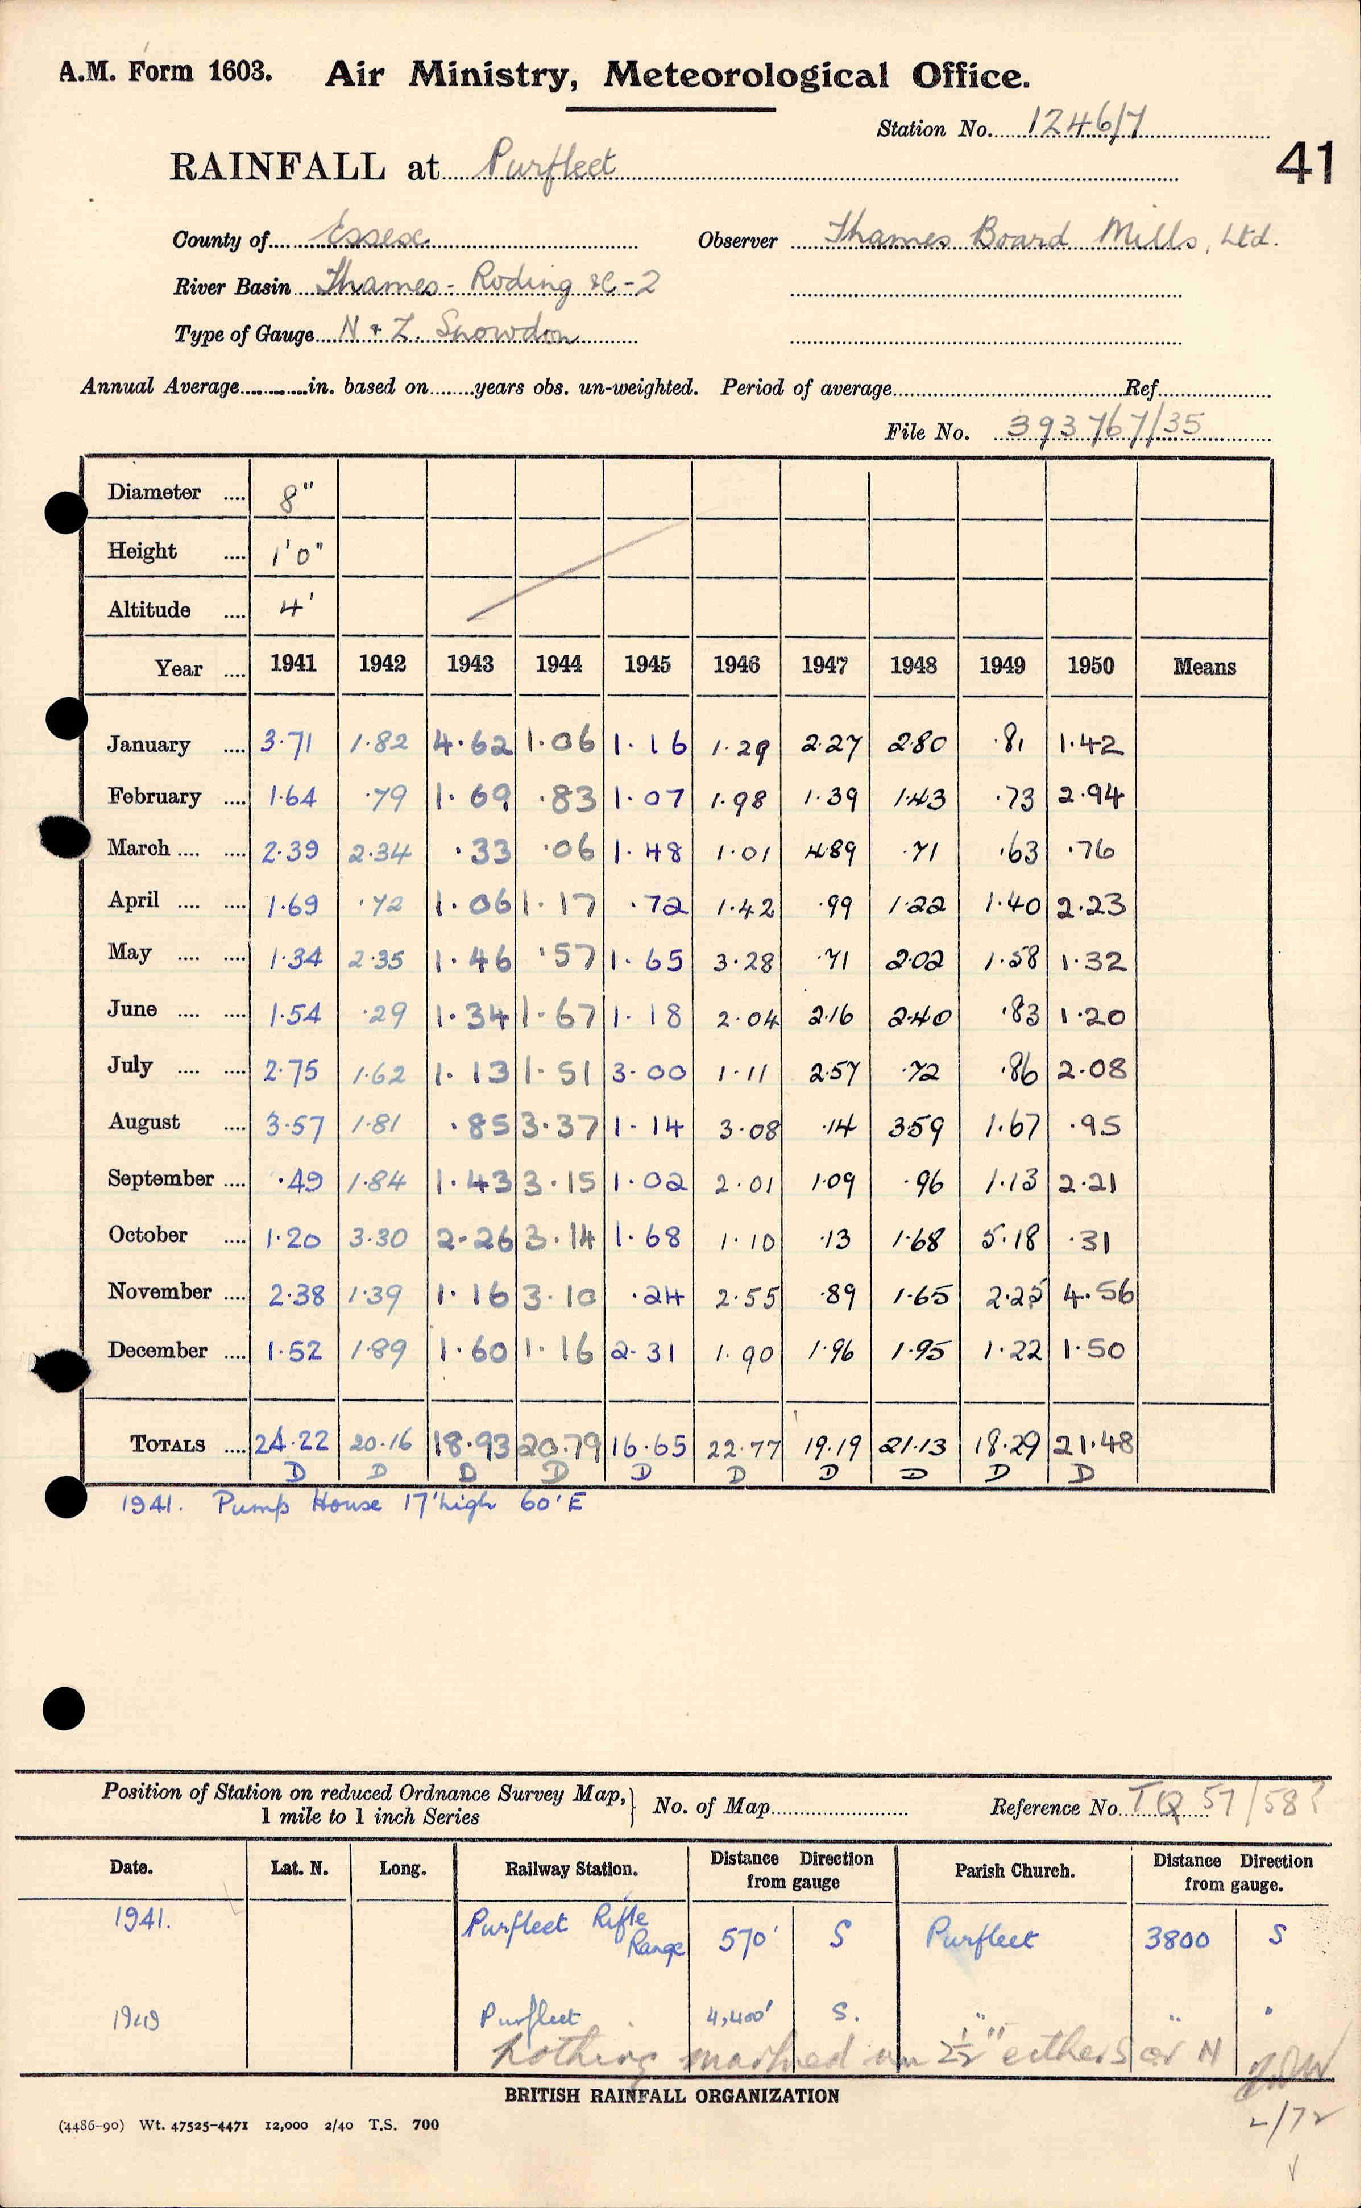 A.M. Form 1603. Air Ministry, Meteorological Office.
Station No. 1246/7
41
RAINFALL at Purfleet
County of Essex Observer Thames Board Mills, Ltd.
River Basin Thames - Roding &c - 2
Type of Gauge N & Z. Snowdon
Annual Average in. based on years obs. un-weighted. Period of average Ref.
File No. 393767/35
Diameter 8"
Height 1'0"
Altitude 4'
Year 1941 1942 1943 1944 1945 1946 1947 1948 1949 1950 Means
January 3·71 1·82 4·62 1·06 1·16 1·29 2·27 2·80 ·81 1·42
February 1·64 ·79 1·69 ·83 1·07 1·98 1·39 1·43 ·73 2·94
March 2·39 2·34 ·33 ·06 1·48 1·01 4·89 ·71 ·63 ·76
April 1·69 ·72 1·06 1·17 ·72 1·42 ·99 1·22 1·40 2·23
May 1·34 2·35 1·46 ·57 1·65 3·28 ·71 2·02 1·58 1·32
June 1·54 ·29 1·34 1·67 1·18 2·04 2·16 2·40 ·83 1·20
July 2·75 1·62 1·13 1·51 3·00 1·11 2·57 ·72 ·86 2·08
August 3·57 1·81 ·85 3·37 1·14 3·08 ·14 3·59 1·67 ·95
September ·49 1·84 1·43 3·15 1·02 2·01 1·09 ·96 1·13 2·21
October 1·20 3·30 2·26 3·14 1·68 1·10 ·13 1·68 5·18 ·31
November 2·38 1·39 1·16 3·10 ·24 2·55 ·89 1·65 2·25 4·56
December 1·52 1·89 1·60 1·16 2·31 1·90 1·96 1·95 1·22 1·50
TOTALS 24·22 20·16 18·93 20·79 16·65 22·77 19·19 21·13 18·29 21·48
D D D D D D D D D D
1941. Pump House 17' high 60' E
Position of Station on reduced Ordnance Survey Map, 1 mile to 1 inch Series } No. of Map Reference No. TQ 57/58?
Date. Lat. N. Long. Railway Station. Distance Direction from gauge Parish Church. Distance Direction from gauge.
1941. Purfleet Rifle Range 570' S Purfleet 3800 S
1949 Purfleet 4,400' S. " " "
Nothing marked on 2½" either S or N
2/72
BRITISH RAINFALL ORGANIZATION
(4486-90) Wt. 47525-4471 12,000 2/40 T.S. 700